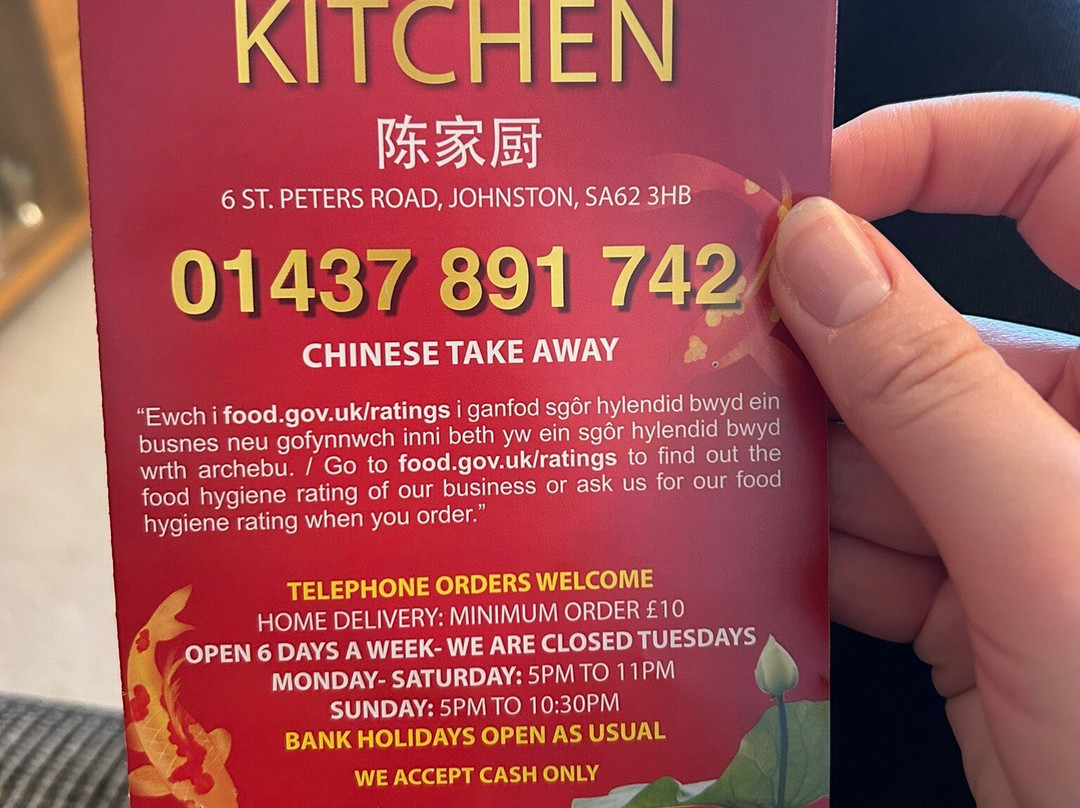 KITCHEN
陈家厨
6 ST. PETERS ROAD, JOHNSTON, SA62 3HB
01437 891 742
CHINESE TAKE AWAY
“Ewch i food.gov.uk/ratings i ganfod sgôr hylendid bwyd ein
busnes neu gofynnwch inni beth yw ein sgôr hylendid bwyd
wrth archebu. / Go to food.gov.uk/ratings to find out the
food hygiene rating of our business or ask us for our food
hygiene rating when you order.”
TELEPHONE ORDERS WELCOME
HOME DELIVERY: MINIMUM ORDER £10
OPEN 6 DAYS A WEEK- WE ARE CLOSED TUESDAYS
MONDAY- SATURDAY: 5PM TO 11PM
SUNDAY: 5PM TO 10:30PM
BANK HOLIDAYS OPEN AS USUAL
WE ACCEPT CASH ONLY